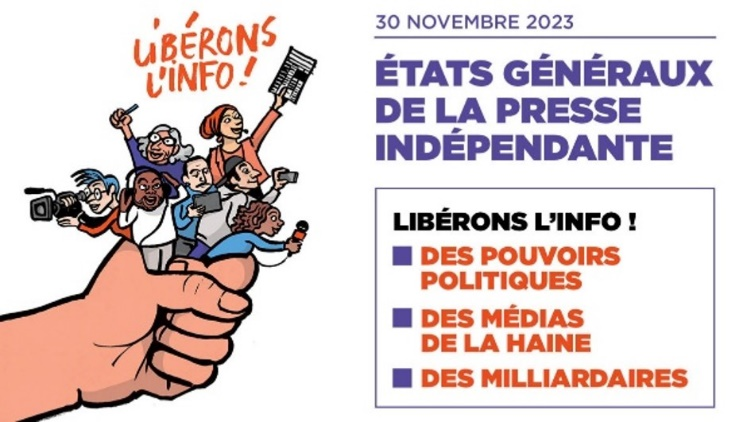 LIBÉRONS
L'INFO !
30 NOVEMBRE 2023
ÉTATS GÉNÉRAUX
DE LA PRESSE
INDÉPENDANTE
LIBÉRONS L'INFO !
DES POUVOIRS
POLITIQUES
DES MÉDIAS
DE LA HAINE
DES MILLIARDAIRES